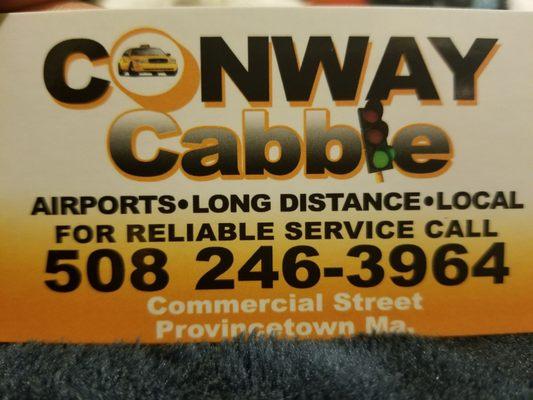 CONWAY
Cabbie
AIRPORTS•LONG DISTANCE•LOCAL
FOR RELIABLE SERVICE CALL
508 246-3964
Commercial Street
Provincetown Ma.